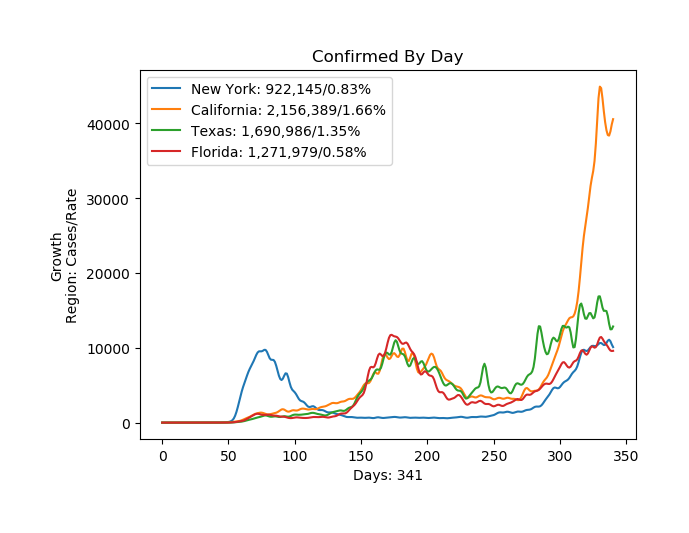 Confirmed By Day
New York: 922,145/0.83%
California: 2,156,389/1.66%
Texas: 1,690,986/1.35%
Florida: 1,271,979/0.58%
Growth
Region: Cases/Rate
40000
30000
20000
10000
0
0 50 100 150 200 250 300 350
Days: 341